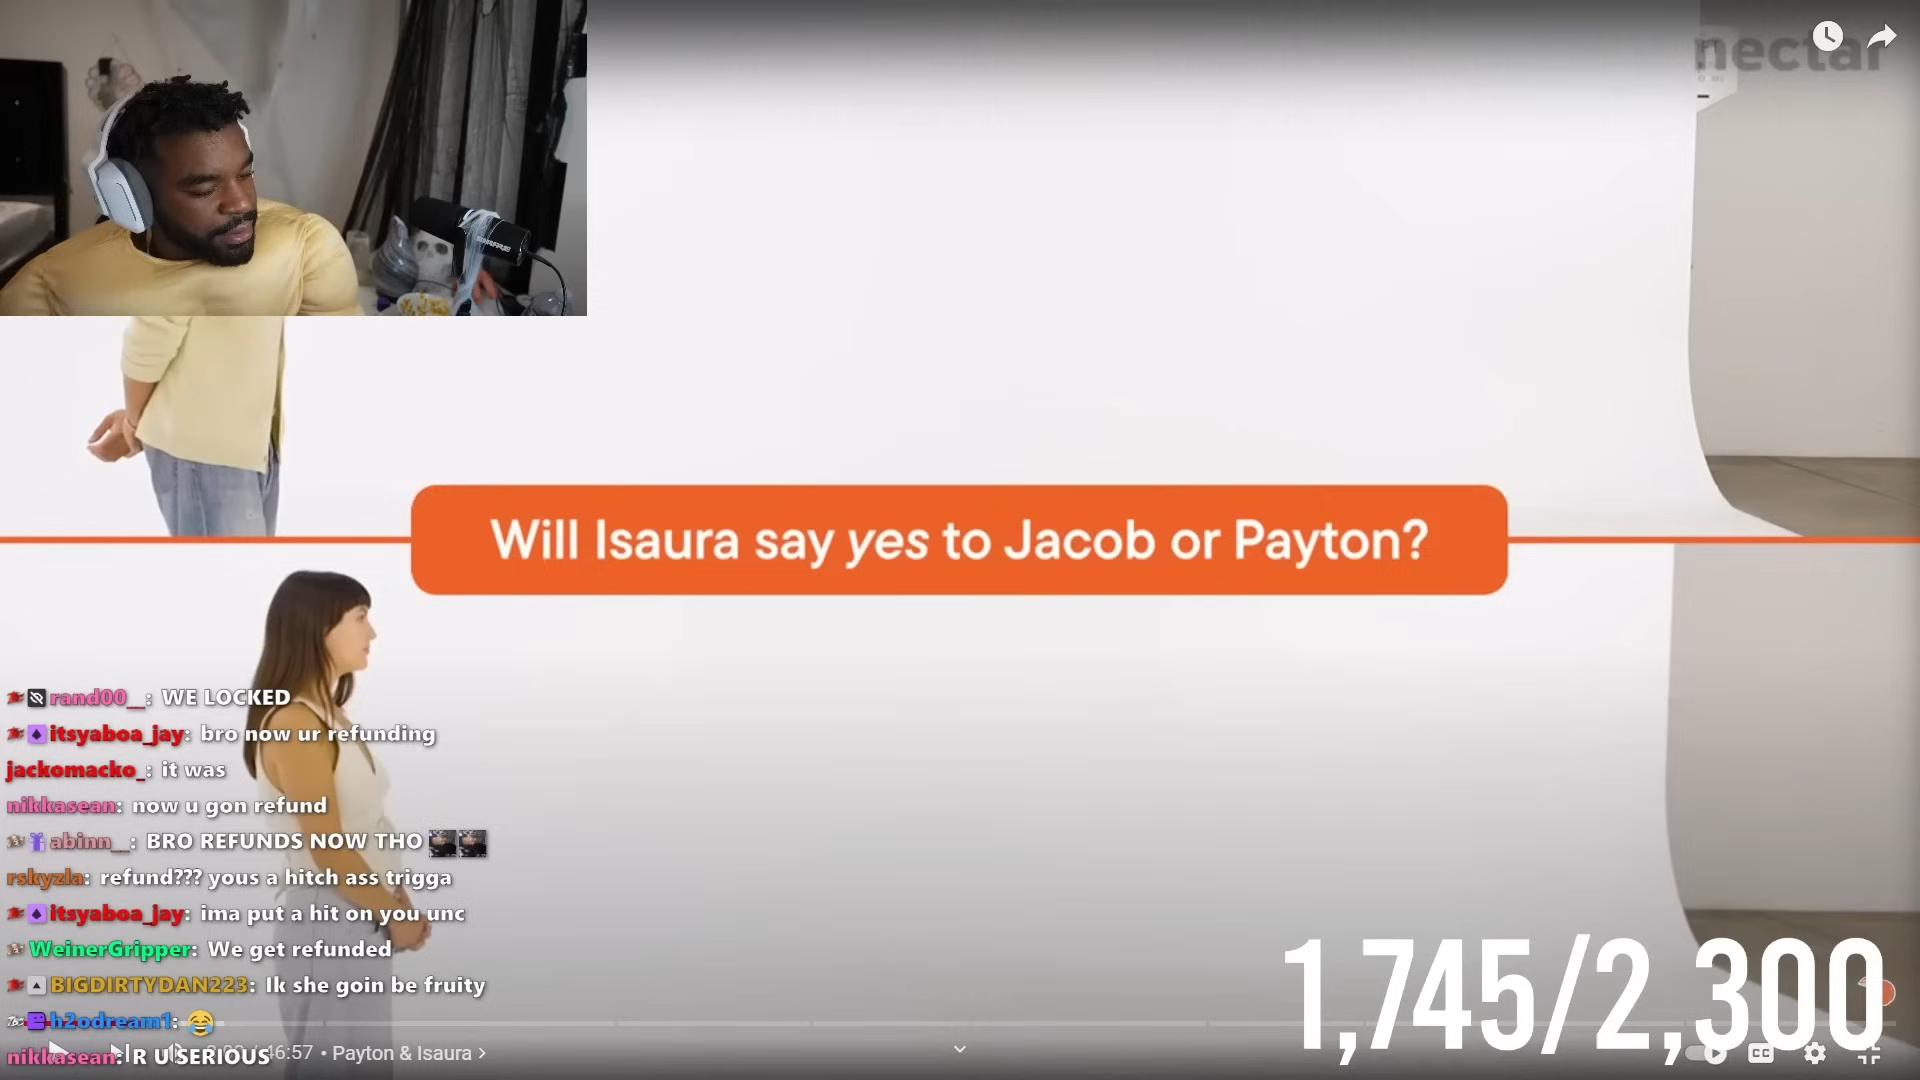 nectar
Will Isaura say yes to Jacob or Payton?
rand00__: WE LOCKED
itsyaboa_jay: bro now ur refunding
jackomacko_: it was
nikkasean: now u gon refund
abinn__: BRO REFUNDS NOW THO
rskyzla: refund??? yous a hitch ass trigga
itsyaboa_jay: ima put a hit on you unc
WeinerGripper: We get refunded
BIGDIRTYDAN223: Ik she goin be fruity
h2odream1: 😂
nikkasean: R U SERIOUS
46:57 • Payton & Isaura >
1,745/2,300
CC